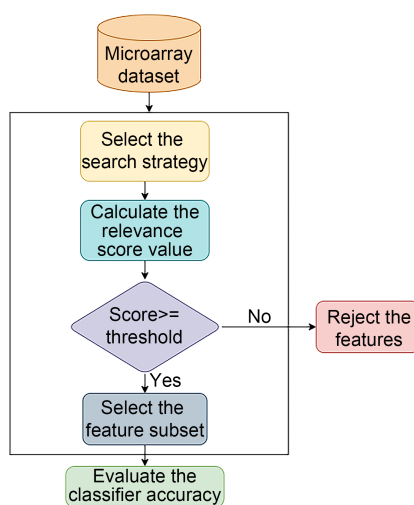 Microarray
dataset
Select the
search strategy
Calculate the
relevance
score value
Score>=
threshold
No
Reject the
features
Yes
Select the
feature subset
Evaluate the
classifier accuracy